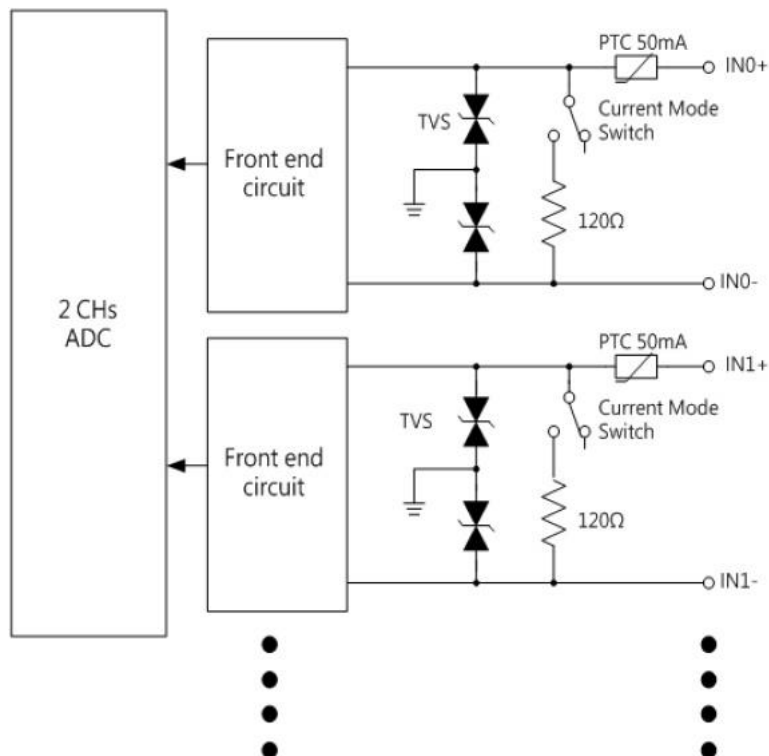 PTC 50mA
IN0+
TVS
Current Mode
Switch
Front end
circuit
120Ω
IN0-
2 CHs
ADC
PTC 50mA
IN1+
TVS
Current Mode
Switch
Front end
circuit
120Ω
IN1-